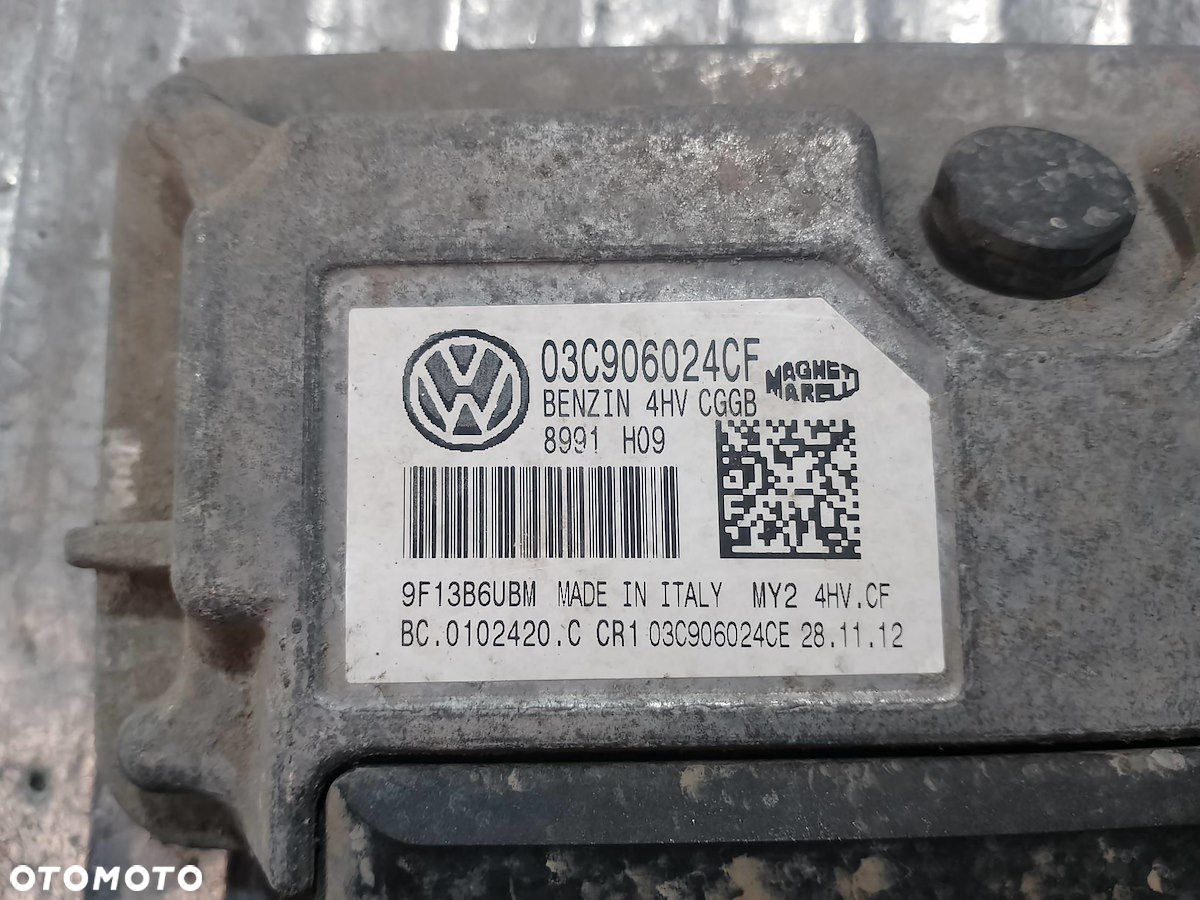 03C906024CF
MAGNETI
MARELLI
BENZIN 4HV CGGB
8991 H09
9F13B6UBM MADE IN ITALY MY2 4HV.CF
BC.0102420.C CR1 03C906024CE 28.11.12
OTOMOTO